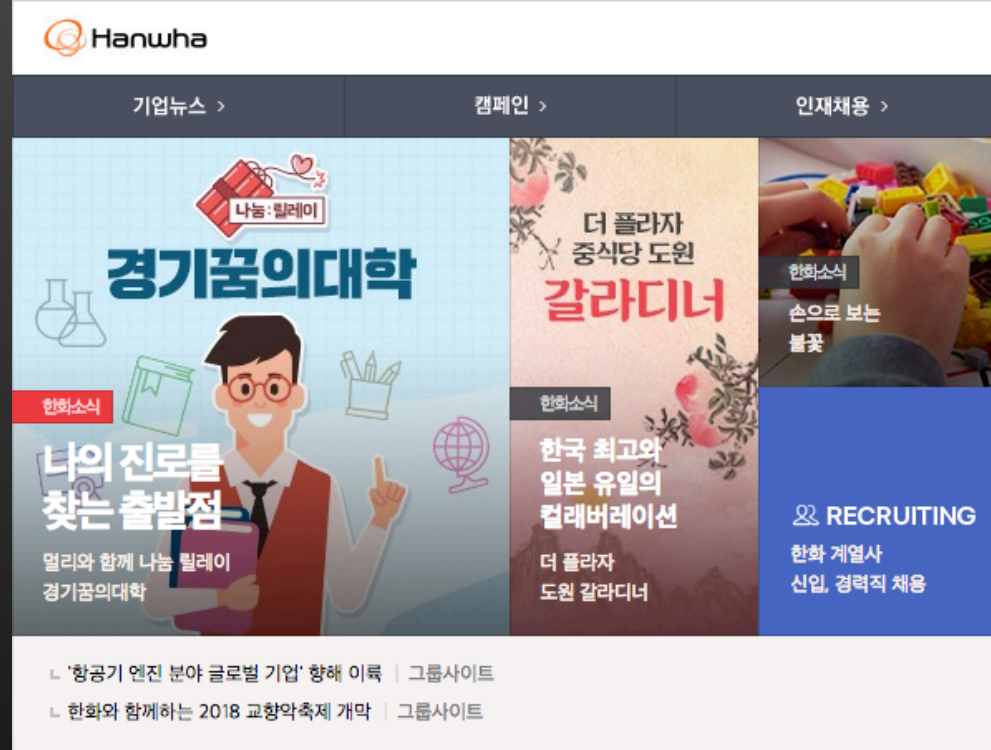 Hanwha
기업뉴스 >
캠페인 >
인재채용 >
나눔:릴레이
경기꿈의대학
한화소식
나의 진로를
찾는 출발점
멀리와 함께 나눔 릴레이
경기꿈의대학
더 플라자
중식당 도원
갈라디너
한화소식
한국 최고와
일본 유일의
컬래버레이션
더 플라자
도원 갈라디너
한화소식
손으로 보는
불꽃
RECRUITING
한화 계열사
신입, 경력직 채용
'항공기 엔진 분야 글로벌 기업' 향해 이륙 | 그룹사이트
한화와 함께하는 2018 교향악축제 개막 | 그룹사이트